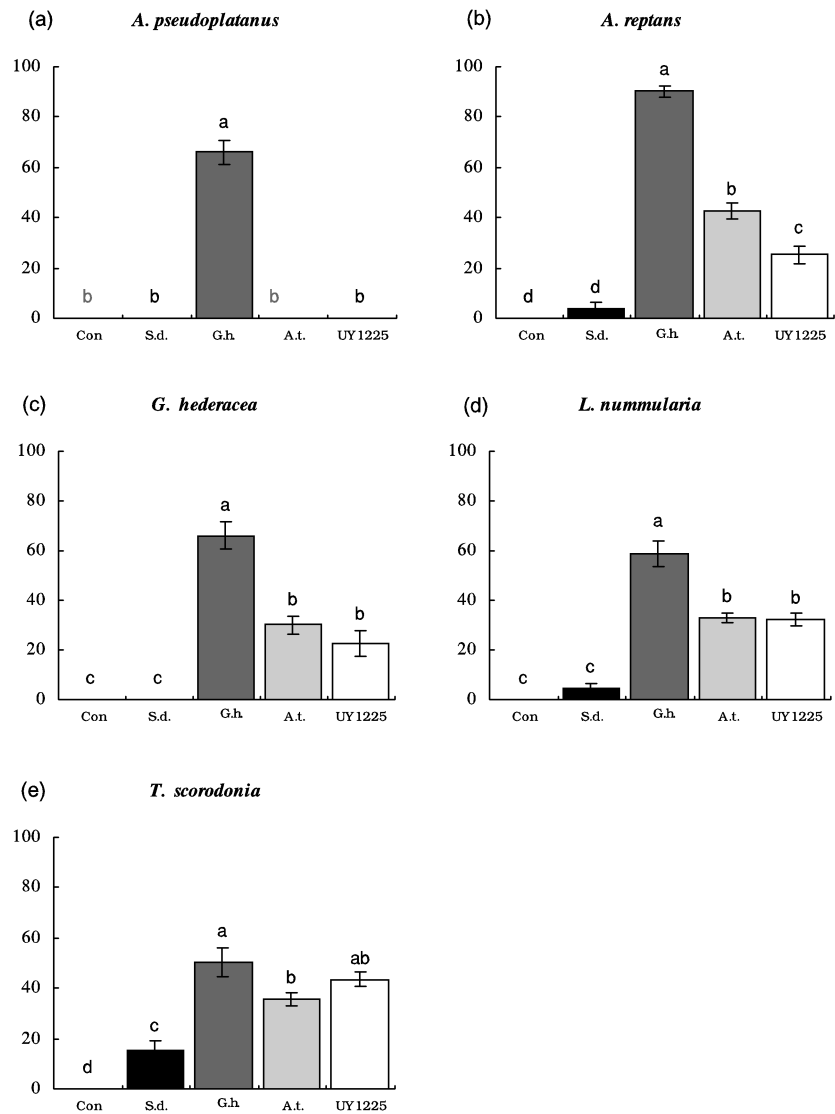 (a) A. pseudoplatanus
100
80
60
40
20
0
a
b b b b
Con S.d. G.h. A.t. UY1225
(b) A. reptans
100
80
60
40
20
0
a
b
c
d
d
Con S.d. G.h. A.t. UY1225
(c) G. hederacea
100
80
60
40
20
0
a
b
b
c c
Con S.d. G.h. A.t. UY1225
(d) L. nummularia
100
80
60
40
20
0
a
b b
c
c
Con S.d. G.h. A.t. UY1225
(e) T. scorodonia
100
80
60
40
20
0
a
ab
b
c
d
Con S.d. G.h. A.t. UY1225